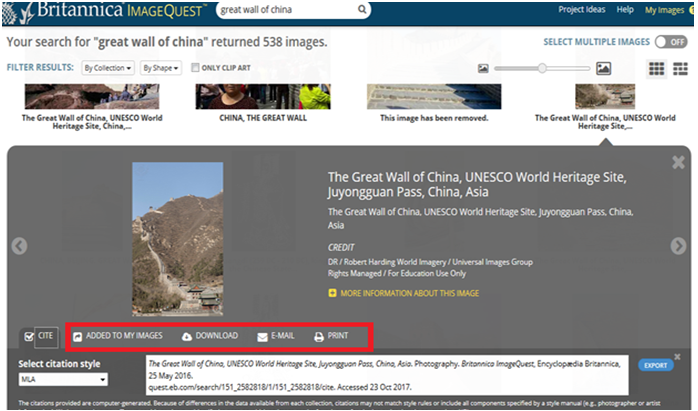 Britannica ImageQuest™ great wall of china Project Ideas Help My Images
Your search for "great wall of china" returned 538 images. SELECT MULTIPLE IMAGES OFF
FILTER RESULTS: By Collection By Shape ONLY CLIP ART
The Great Wall of China, UNESCO World
Heritage Site, China,...
CHINA, THE GREAT WALL
This image has been removed.
The Great Wall of China, UNESCO World
Heritage Site,...
The Great Wall of China, UNESCO World Heritage Site,
Juyongguan Pass, China, Asia
The Great Wall of China, UNESCO World Heritage Site, Juyongguan Pass, China,
Asia
CREDIT
DR / Robert Harding World Imagery / Universal Images Group
Rights Managed / For Education Use Only
MORE INFORMATION ABOUT THIS IMAGE
CITE ADDED TO MY IMAGES DOWNLOAD E-MAIL PRINT
Select citation style
MLA
The Great Wall of China, UNESCO World Heritage Site, Juyongguan Pass, China, Asia. Photography. Britannica ImageQuest, Encyclopædia Britannica,
25 May 2016.
quest.eb.com/search/151_2582818/1/151_2582818/cite. Accessed 23 Oct 2017.
EXPORT
The citations provided are computer-generated. Because of differences in the data available from each collection, citations may not match style rules or include all components specified by a style manual (e.g., photographer or artist